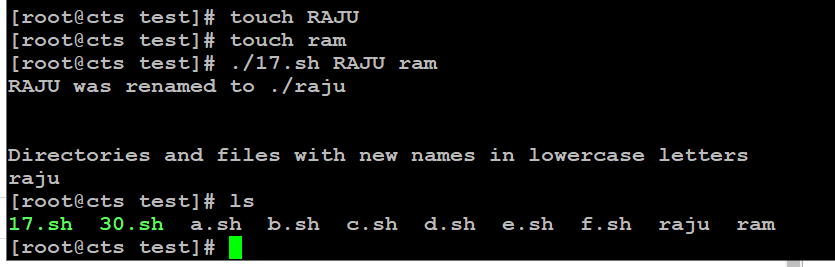 [root@cts test]# touch RAJU
[root@cts test]# touch ram
[root@cts test]# ./17.sh RAJU ram
RAJU was renamed to ./raju
Directories and files with new names in lowercase letters
raju
[root@cts test]# ls
17.sh  30.sh  a.sh  b.sh  c.sh  d.sh  e.sh  f.sh  raju  ram
[root@cts test]#